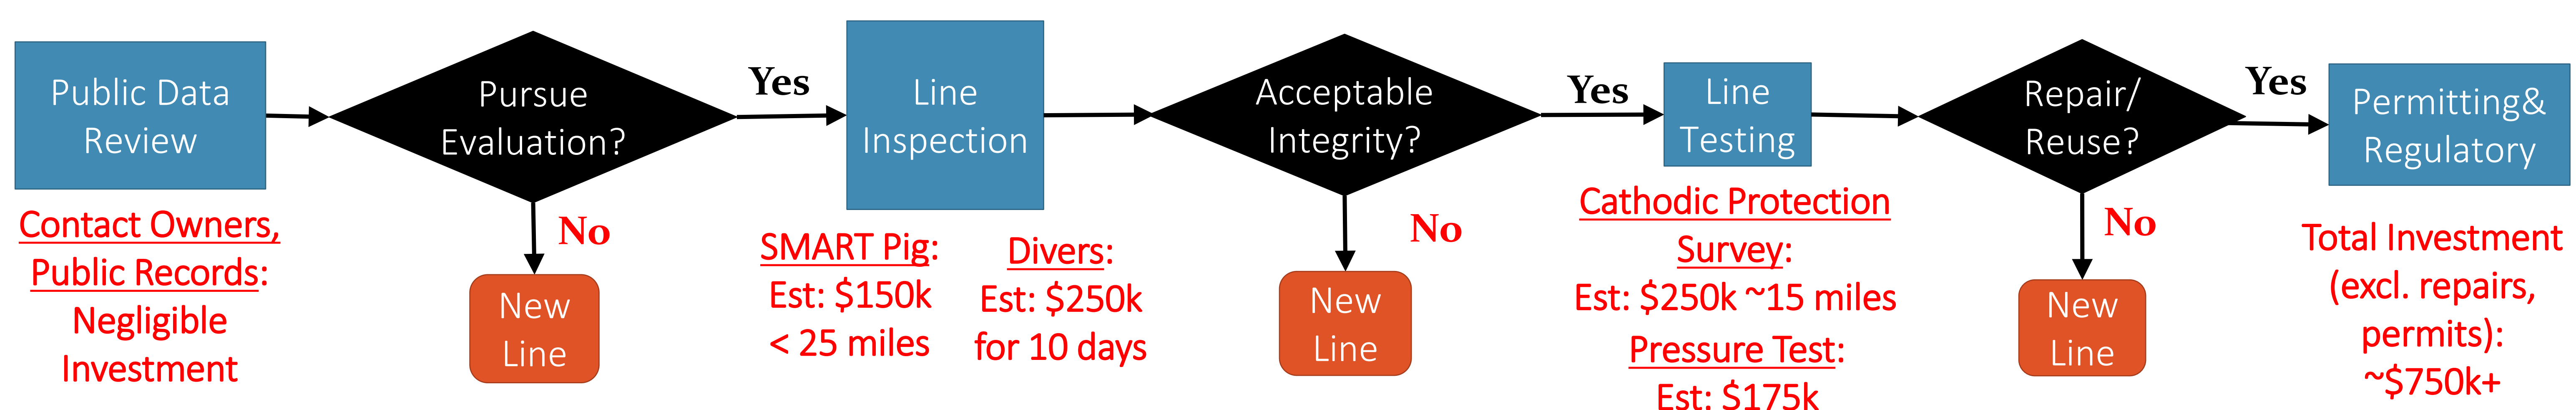 Public Data
Review
Contact Owners,
Public Records:
Negligible
Investment
Pursue
Evaluation?
Yes
No
New
Line
Line
Inspection
SMART Pig:
Est: $150k
< 25 miles
Divers:
Est: $250k
for 10 days
Acceptable
Integrity?
Yes
No
New
Line
Line
Testing
Cathodic Protection
Survey:
Est: $250k ~15 miles
Pressure Test:
Est: $175k
Repair/
Reuse?
Yes
No
New
Line
Permitting&
Regulatory
Total Investment
(excl. repairs,
permits):
~$750k+